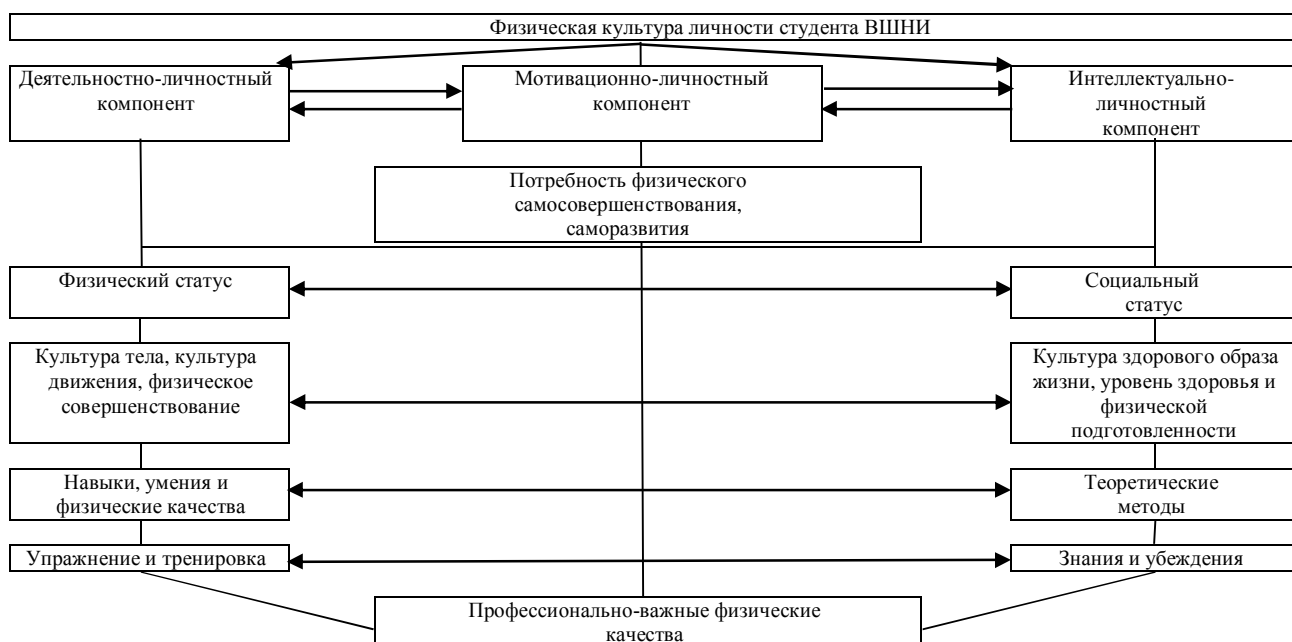 Физическая культура личности студента ВШНИ
Деятельностно-личностный
компонент
Мотивационно-личностный
компонент
Интеллектуально-
личностный
компонент
Потребность физического
самосовершенствования,
саморазвития
Физический статус
Социальный
статус
Культура тела, культура
движения, физическое
совершенствование
Культура здорового образа
жизни, уровень здоровья и
физической
подготовленности
Навыки, умения и
физические качества
Теоретические
методы
Упражнение и тренировка
Знания и убеждения
Профессионально-важные физические
качества